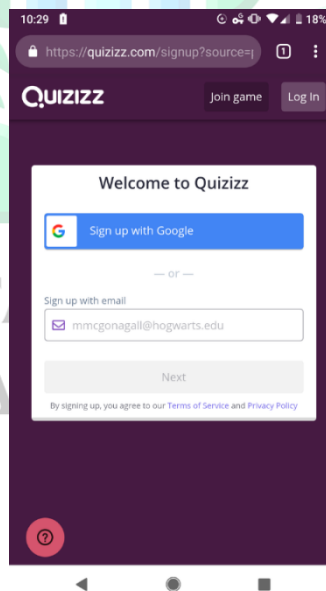 10:29 18%
https://quizizz.com/signup?source=
1
QUIZIZZ Join game Log In
Welcome to Quizizz
G Sign up with Google
— or —
Sign up with email
mmcgonagall@hogwarts.edu
Next
By signing up, you agree to our Terms of Service and Privacy Policy
?